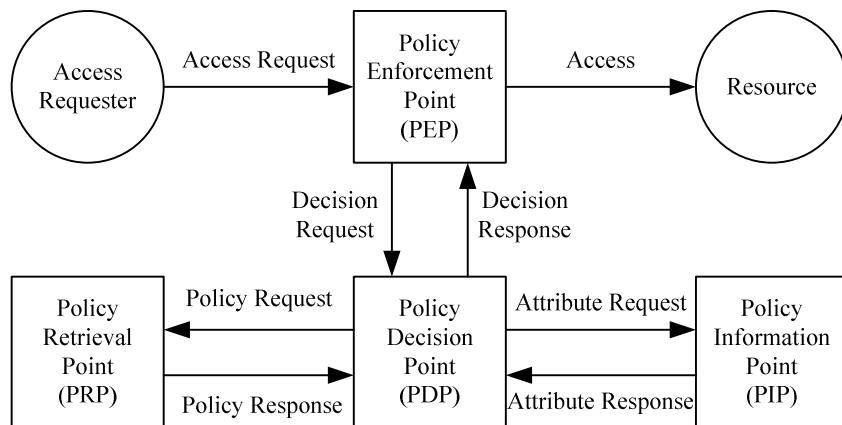 Access
Requester
Access Request
Policy
Enforcement
Point
(PEP)
Access
Resource
Decision
Request
Decision
Response
Policy
Retrieval
Point
(PRP)
Policy Request
Policy Response
Policy
Decision
Point
(PDP)
Attribute Request
Attribute Response
Policy
Information
Point
(PIP)